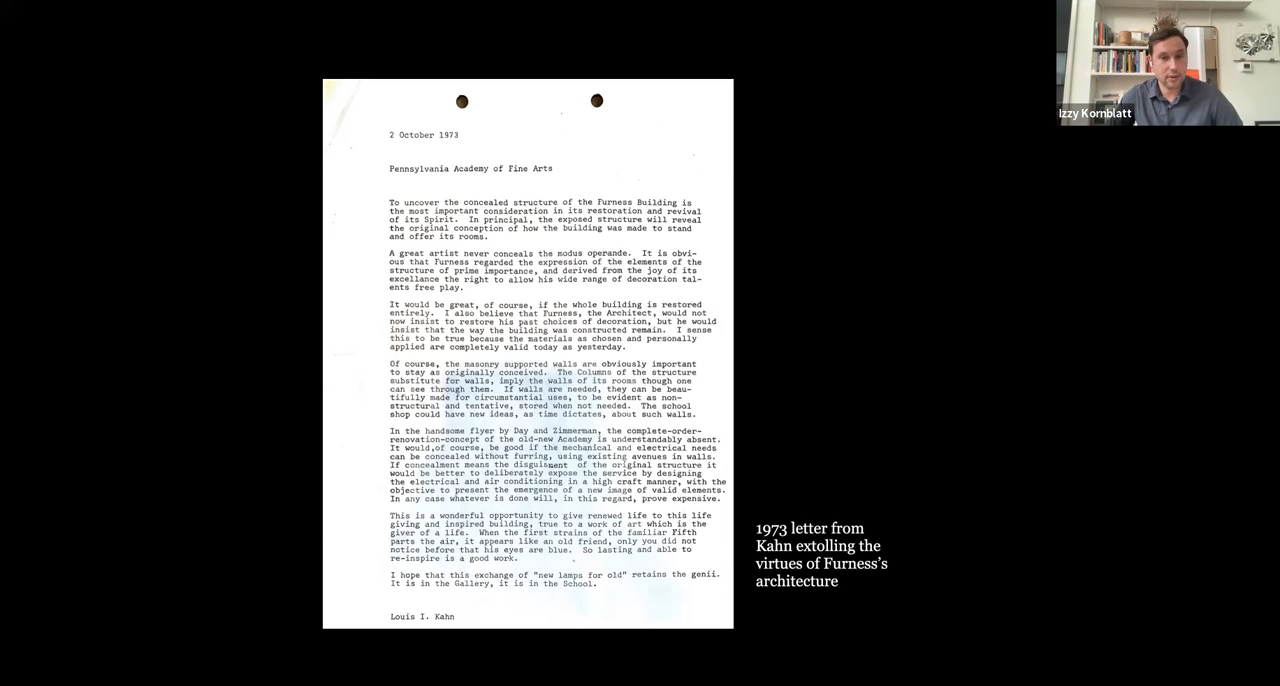 2 October 1973
Pennsylvania Academy of Fine Arts
To uncover the concealed structure of the Furness Building is
the most important consideration in its restoration and revival
of its Spirit. In principal, the exposed structure will reveal
the original conception of how the building was made to stand
and offer its rooms.
A great artist never conceals the modus operande. It is obvi-
ous that Furness regarded the expression of the elements of the
structure of prime importance, and derived from the joy of its
excellance the right to allow his wide range of decoration tal-
ents free play.
It would be great, of course, if the whole building is restored
entirely. I also believe that Furness, the Architect, would not
now insist to restore his past choices of decoration, but he would
insist that the way the building was constructed remain. I sense
this to be true because the materials as chosen and personally
applied are completely valid today as yesterday.
Of course, the masonry supported walls are obviously important
to stay as originally conceived. The Columns of the structure
substitute for walls, imply the walls of its rooms though one
can see through them. If walls are needed, they can be beau-
tifully made for circumstantial uses, to be evident as non-
structural and tentative, stored when not needed. The school
shop could have new ideas, as time dictates, about such walls.
In the handsome flyer by Day and Zimmerman, the complete-order-
renovation-concept of the old-new Academy is understandably absent.
It would,of course, be good if the mechanical and electrical needs
can be concealed without furring, using existing avenues in walls.
If concealment means the disguisment of the original structure it
would be better to deliberately expose the service by designing
the electrical and air conditioning in a high craft manner, with the
objective to present the emergence of a new image of valid elements.
In any case whatever is done will, in this regard, prove expensive.
This is a wonderful opportunity to give renewed life to this life
giving and inspired building, true to a work of art which is the
giver of a life. When the first strains of the familiar Fifth
parts the air, it appears like an old friend, only you did not
notice before that his eyes are blue. So lasting and able to
re-inspire is a good work.
I hope that this exchange of "new lamps for old" retains the genii.
It is in the Gallery, it is in the School.
Louis I. Kahn
1973 letter from
Kahn extolling the
virtues of Furness's
architecture
Izzy Kornblatt